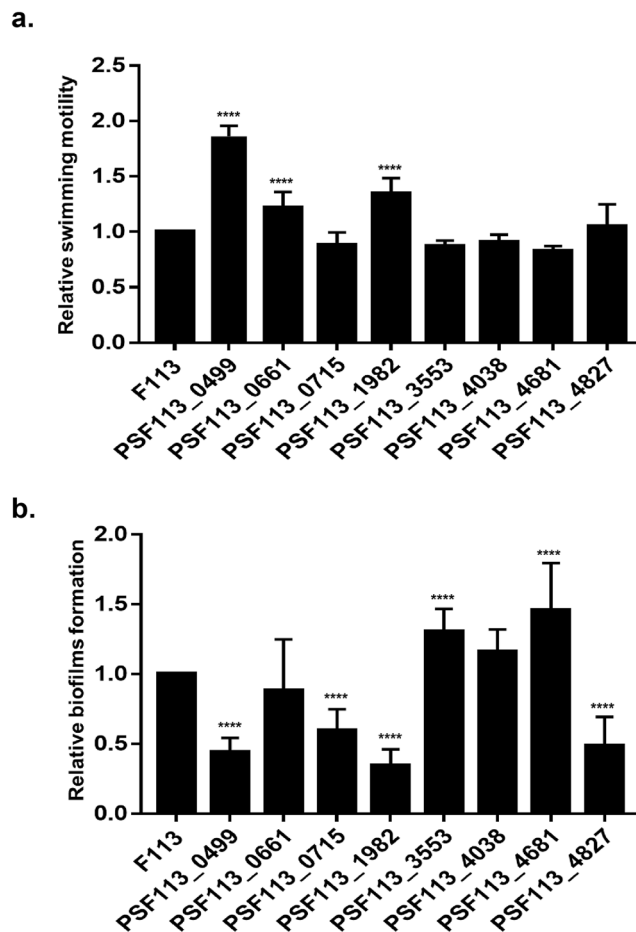 a.
Relative swimming motility
2.5
2.0
1.5
1.0
0.5
0.0
****
****
****
F113
PSF113_0499
PSF113_0661
PSF113_0715
PSF113_1982
PSF113_3553
PSF113_4038
PSF113_4681
PSF113_4827
b.
Relative biofilms formation
2.0
1.5
1.0
0.5
0.0
****
****
****
****
****
****
F113
PSF113_0499
PSF113_0661
PSF113_0715
PSF113_1982
PSF113_3553
PSF113_4038
PSF113_4681
PSF113_4827